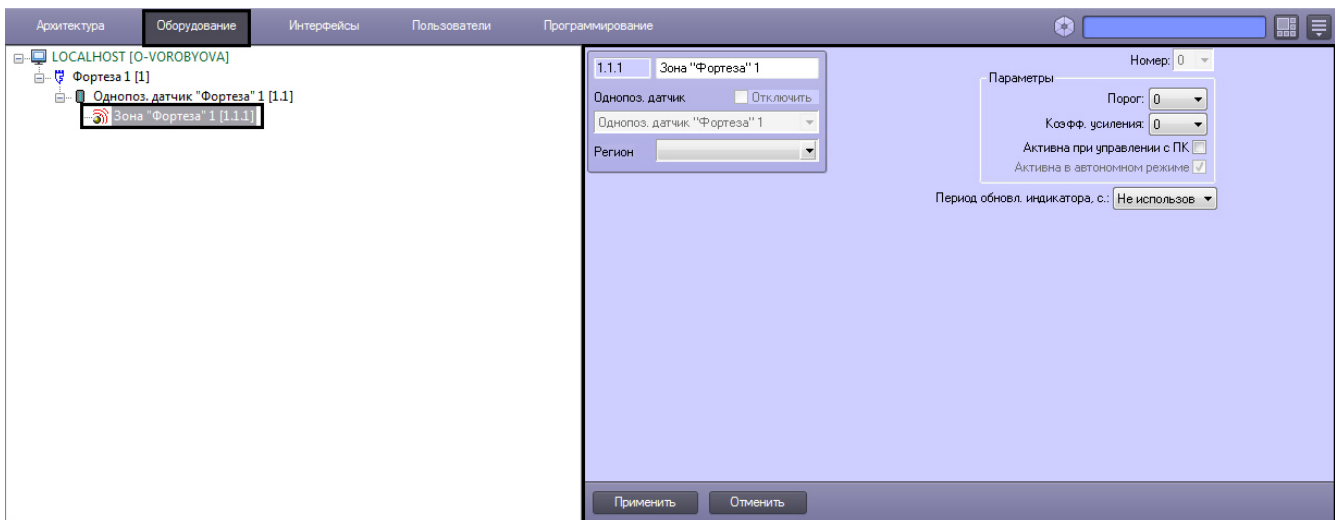 Архитектура Оборудование Интерфейсы Пользователи Программирование
LOCALHOST [O-VOROBYOVA]
Фортеза 1 [1]
Однопоз. датчик "Фортеза" 1 [1.1]
Зона "Фортеза" 1 [1.1.1]
1.1.1 Зона "Фортеза" 1
Однопоз. датчик Отключить
Однопоз. датчик "Фортеза" 1
Регион
Номер: 0
Параметры
Порог: 0
Коэфф. усиления: 0
Активна при управлении с ПК
Активна в автономном режиме
Период обновл. индикатора, с.: Не использов
Применить Отменить